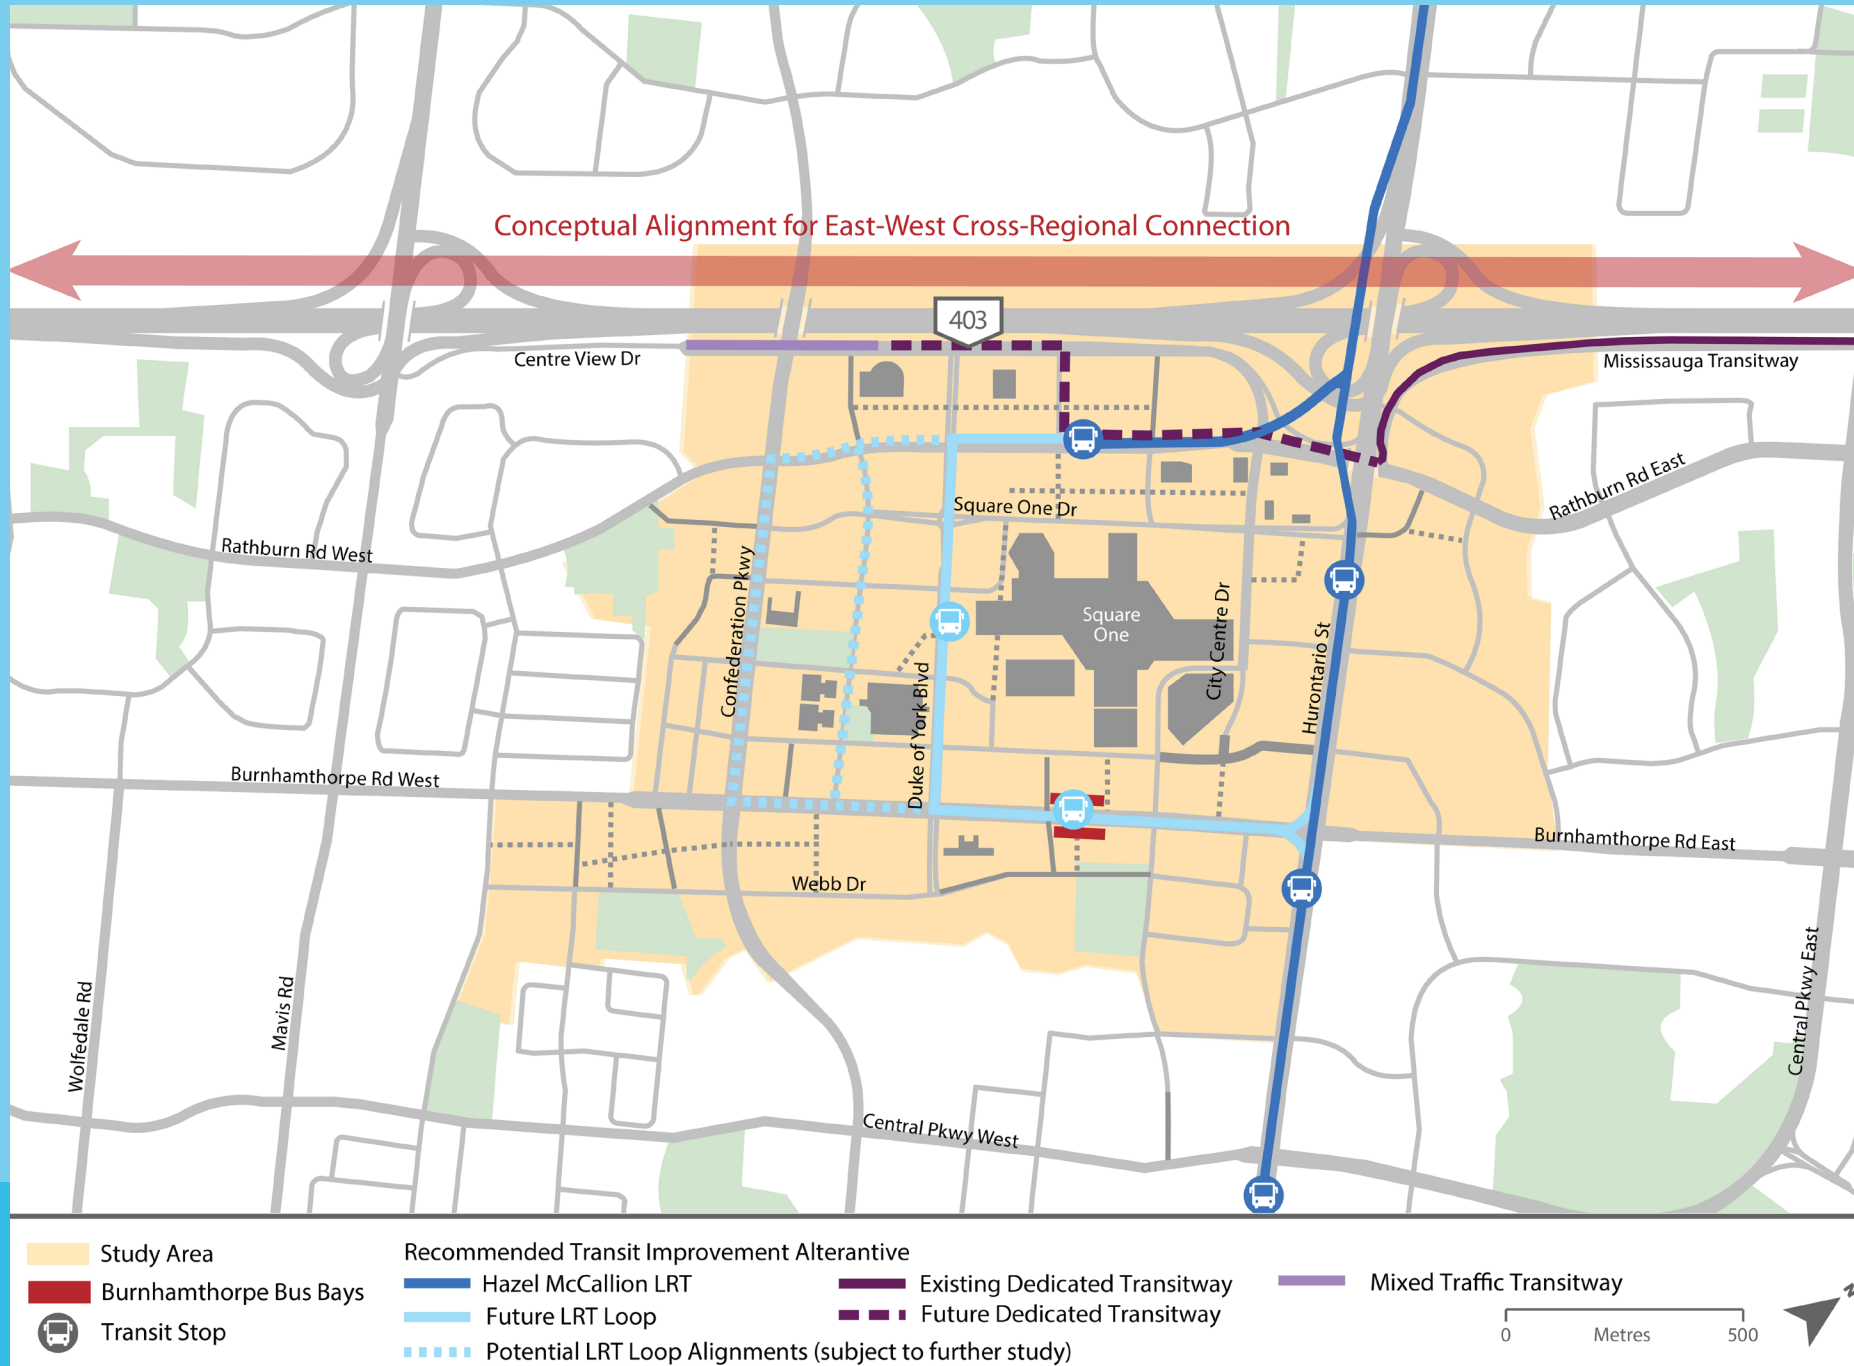 Conceptual Alignment for East-West Cross-Regional Connection
403
Centre View Dr
Mississauga Transitway
Rathburn Rd East
Square One Dr
Rathburn Rd West
Confederation Pkwy
Square
One
City Centre Dr
Hurontario St
Duke of York Blvd
Burnhamthorpe Rd West
Burnhamthorpe Rd East
Webb Dr
Wolfedale Rd
Mavis Rd
Central Pkwy East
Central Pkwy West
Study Area
Burnhamthorpe Bus Bays
Transit Stop
Recommended Transit Improvement Alterantive
Hazel McCallion LRT
Future LRT Loop
Potential LRT Loop Alignments (subject to further study)
Existing Dedicated Transitway
Future Dedicated Transitway
Mixed Traffic Transitway
0 Metres 500